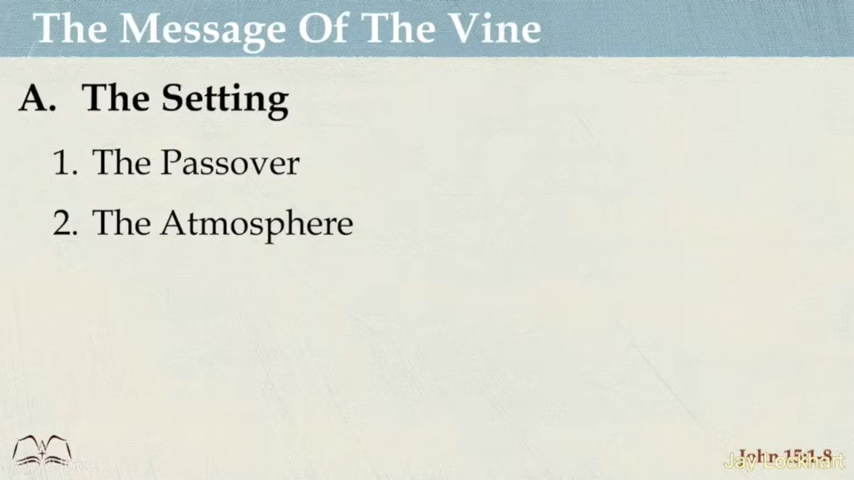 The Message Of The Vine
A. The Setting
1. The Passover
2. The Atmosphere
John 15:1-8
Jay Lockhart